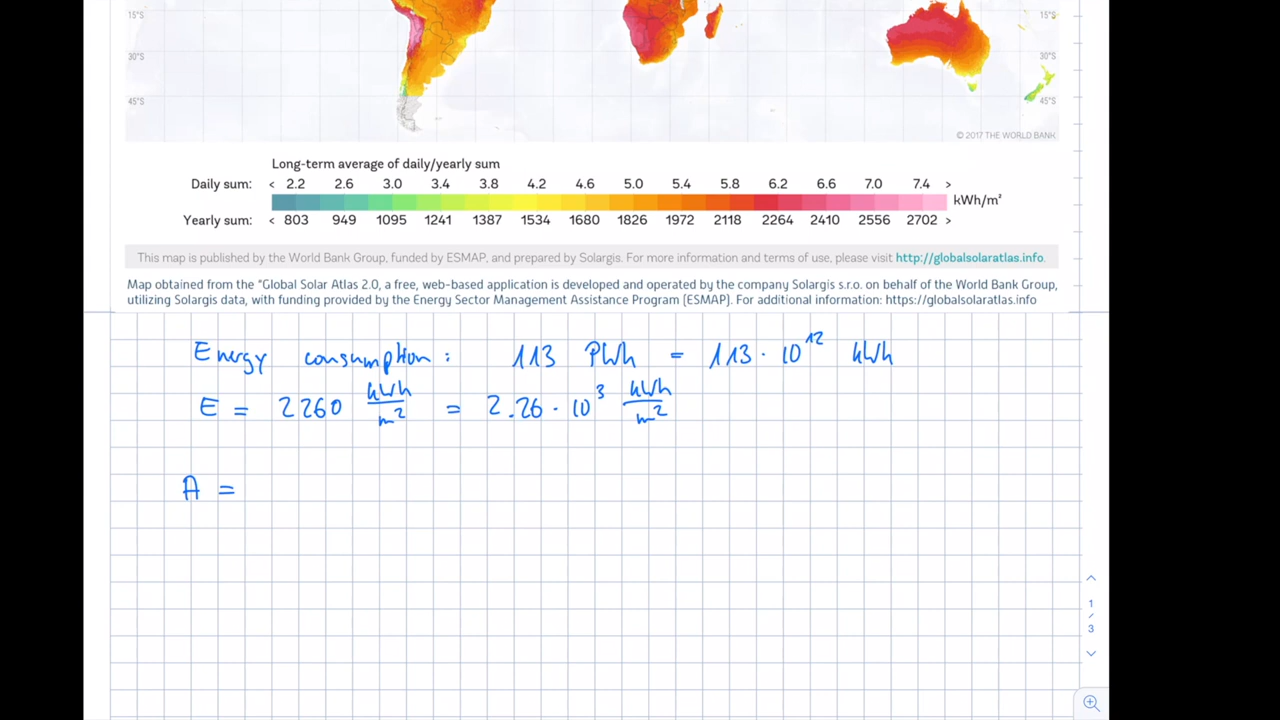 15°S 15°S
30°S 30°S
45°S 45°S
© 2017 THE WORLD BANK
Long-term average of daily/yearly sum
Daily sum: < 2.2 2.6 3.0 3.4 3.8 4.2 4.6 5.0 5.4 5.8 6.2 6.6 7.0 7.4 >
kWh/m²
Yearly sum: < 803 949 1095 1241 1387 1534 1680 1826 1972 2118 2264 2410 2556 2702 >
This map is published by the World Bank Group, funded by ESMAP, and prepared by Solargis. For more information and terms of use, please visit http://globalsolaratlas.info.
Map obtained from the "Global Solar Atlas 2.0, a free, web-based application is developed and operated by the company Solargis s.r.o. on behalf of the World Bank Group,
utilizing Solargis data, with funding provided by the Energy Sector Management Assistance Program (ESMAP). For additional information: https://globalsolaratlas.info
Energy consumption: 113 PWh = 113 · 10¹² kWh
E = 2260 kWh/m² = 2.26 · 10³ kWh/m²
A =
1
/
3